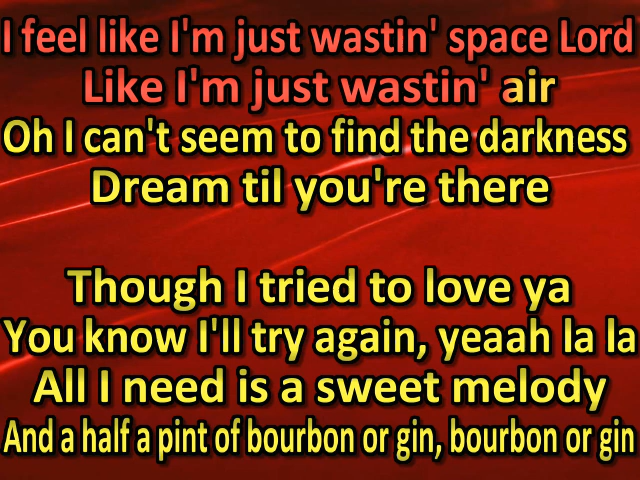 I feel like I'm just wastin' space Lord
Like I'm just wastin' air
Oh I can't seem to find the darkness
Dream til you're there
Though I tried to love ya
You know I'll try again, yeaah la la
All I need is a sweet melody
And a half a pint of bourbon or gin, bourbon or gin